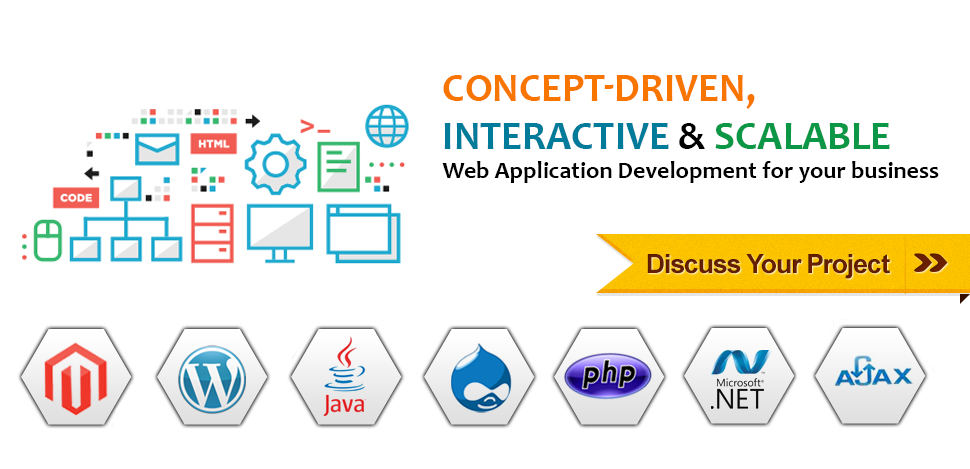 CONCEPT-DRIVEN,
INTERACTIVE & SCALABLE
Web Application Development for your business
HTML
>_
CODE
Discuss Your Project »
Java
php
Microsoft®
.NET
AJAX